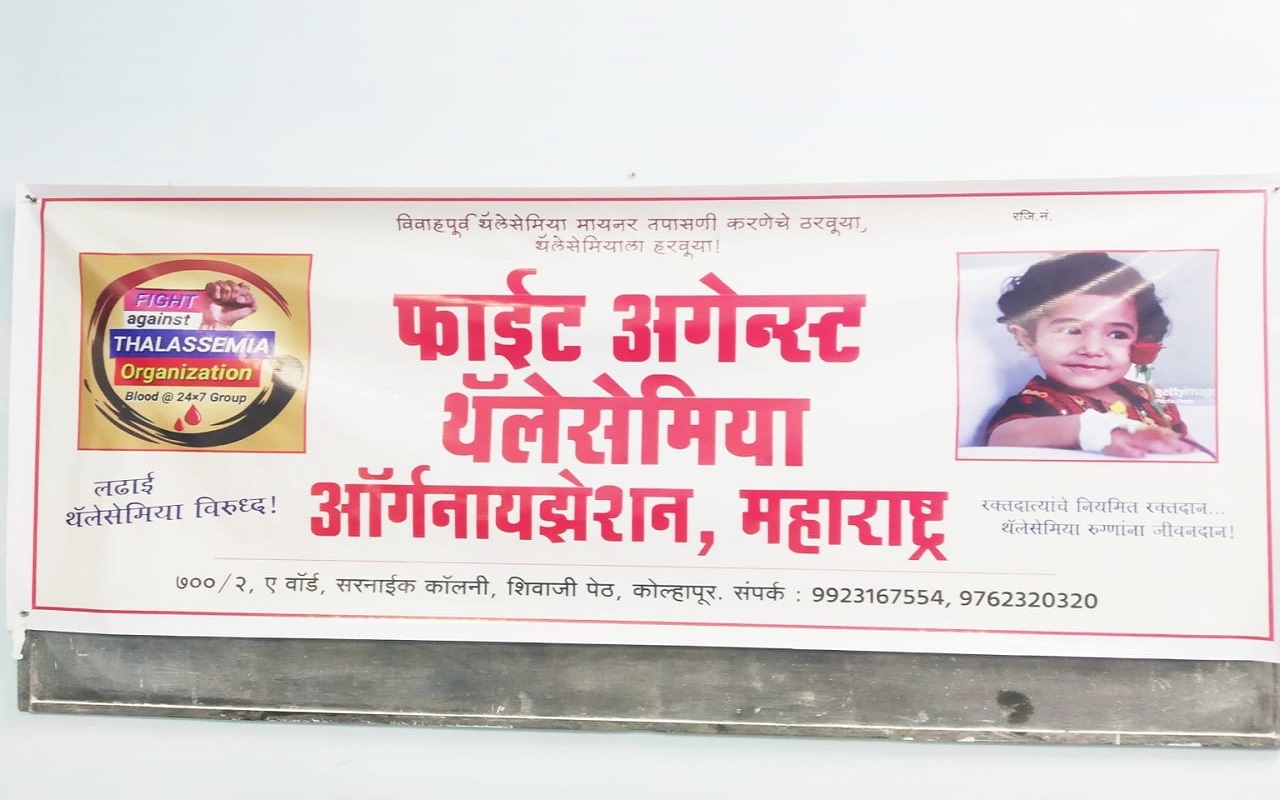 विवाहपूर्व थॅलेसेमिया मायनर तपासणी करणेचे ठरवूया,
थॅलेसेमियाला हरवूया!
रजि.नं.
FIGHT
against
THALASSEMIA
Organization
Blood @ 24×7 Group
लढाई
थॅलेसेमिया विरुध्द!
फाईट अगेन्स्ट
थॅलेसेमिया
ऑर्गनायझेशन, महाराष्ट्र
gettyimag
रक्तदात्यांचे नियमित रक्तदान...
थॅलेसेमिया रुग्णांना जीवनदान!
७००/२, ए वॉर्ड, सरनाईक कॉलनी, शिवाजी पेठ, कोल्हापूर. संपर्क : 9923167554, 9762320320